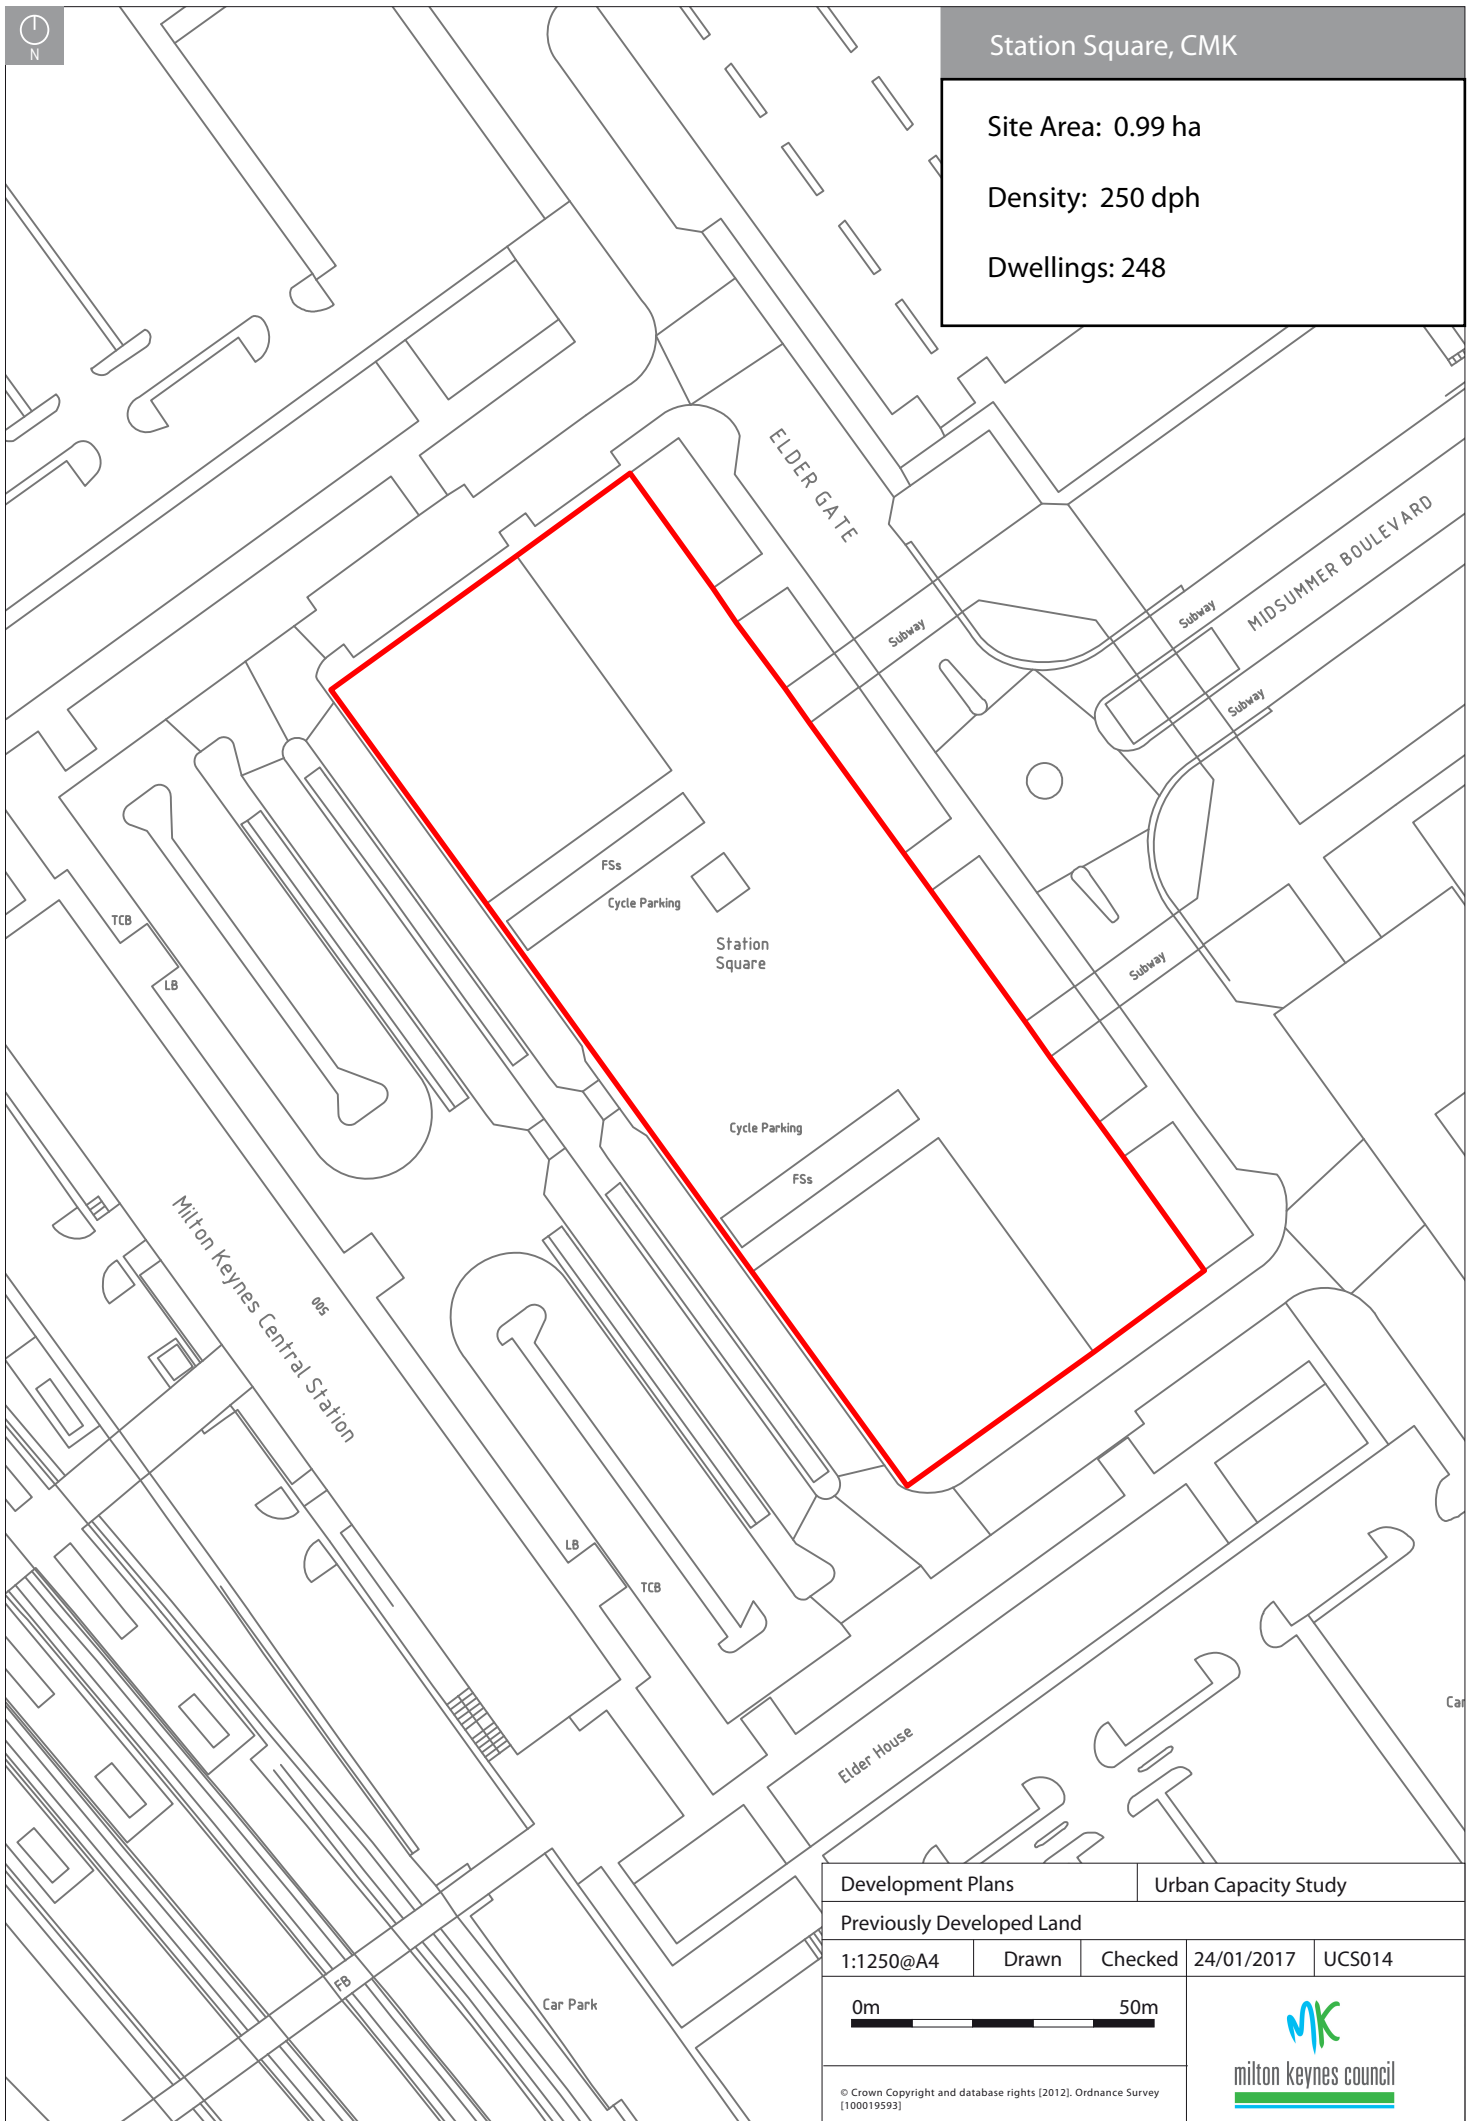 N
Station Square, CMK
Site Area: 0.99 ha
Density: 250 dph
Dwellings: 248
ELDER GATE
MIDSUMMER BOULEVARD
Subway
Subway
Subway
FSs
Cycle Parking
TCB
Station
Square
LB
Subway
Cycle Parking
FSs
Milton Keynes Central Station
500
LB
TCB
Car
Elder House
FB
Car Park
Development Plans
Urban Capacity Study
Previously Developed Land
1:1250@A4
Drawn
Checked
24/01/2017
UCS014
0m
50m
milton keynes council
© Crown Copyright and database rights [2012]. Ordnance Survey
[100019593]